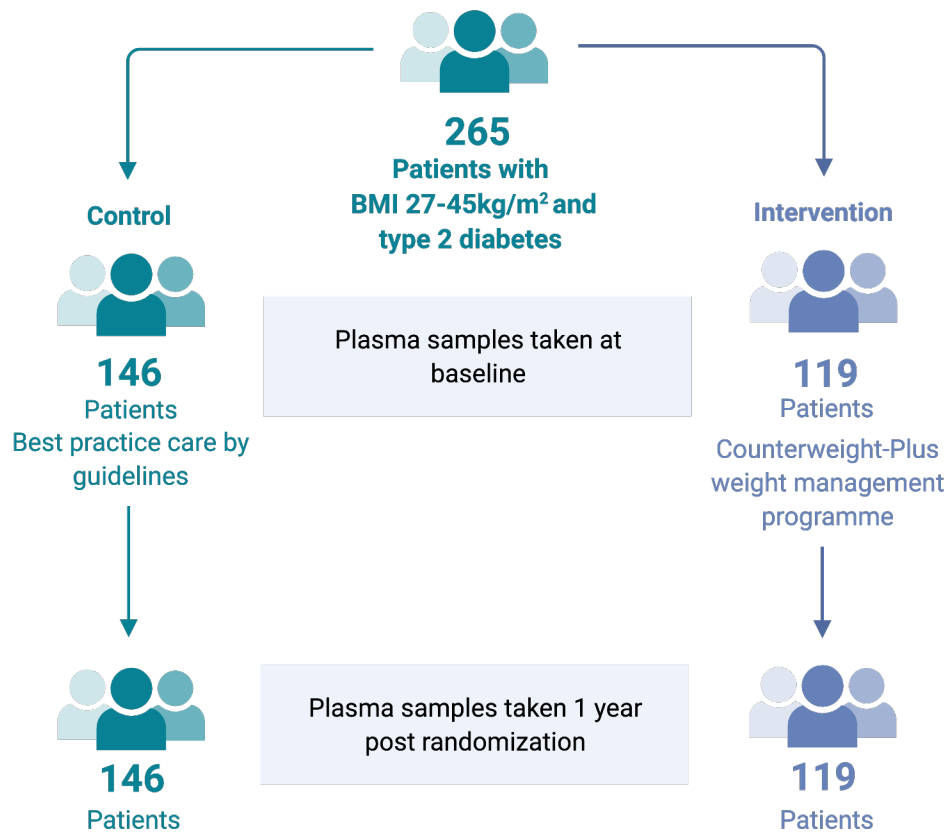 265
Patients with
BMI 27-45kg/m² and
type 2 diabetes
Control
Intervention
Plasma samples taken at
baseline
146
Patients
Best practice care by
guidelines
119
Patients
Counterweight-Plus
weight management
programme
Plasma samples taken 1 year
post randomization
146
Patients
119
Patients